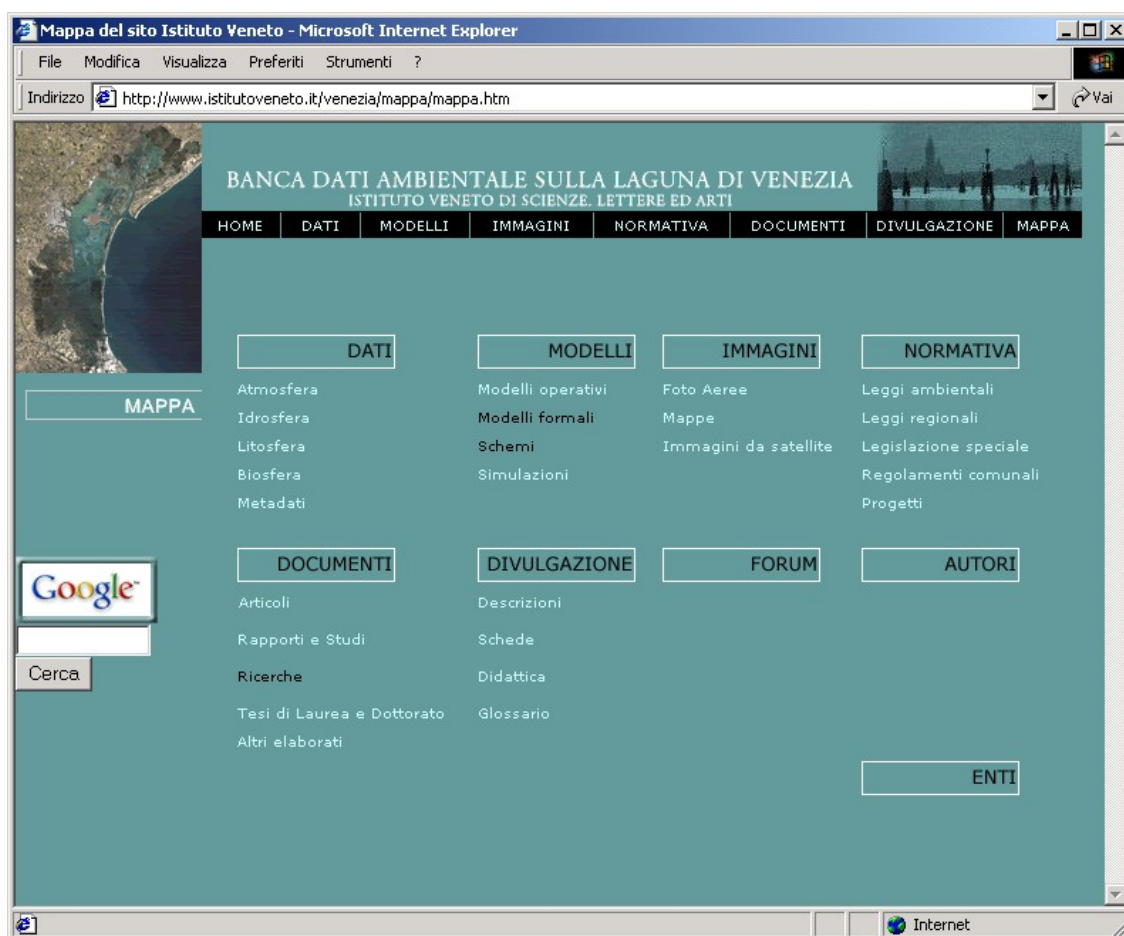 Mappa del sito Istituto Veneto - Microsoft Internet Explorer
File Modifica Visualizza Preferiti Strumenti ?
Indirizzo http://www.istitutoveneto.it/venezia/mappa/mappa.htm Vai
BANCA DATI AMBIENTALE SULLA LAGUNA DI VENEZIA
ISTITUTO VENETO DI SCIENZE. LETTERE ED ARTI
HOME DATI MODELLI IMMAGINI NORMATIVA DOCUMENTI DIVULGAZIONE MAPPA
MAPPA
DATI
Atmosfera
Idrosfera
Litosfera
Biosfera
Metadati
MODELLI
Modelli operativi
Modelli formali
Schemi
Simulazioni
IMMAGINI
Foto Aeree
Mappe
Immagini da satellite
NORMATIVA
Leggi ambientali
Leggi regionali
Legislazione speciale
Regolamenti comunali
Progetti
Google™
Cerca
DOCUMENTI
Articoli
Rapporti e Studi
Ricerche
Tesi di Laurea e Dottorato
Altri elaborati
DIVULGAZIONE
Descrizioni
Schede
Didattica
Glossario
FORUM
AUTORI
ENTI
Internet